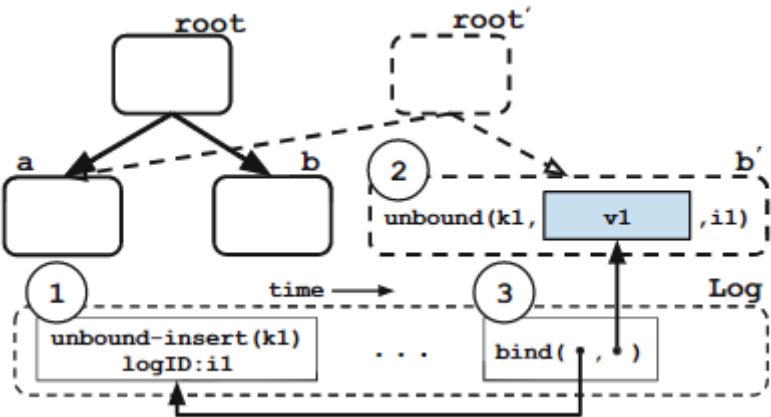 root
root′
a
b
b′
2
unbound(k1, v1 ,i1)
1
time
3
Log
unbound-insert(k1)
logID:i1
...
bind( , )